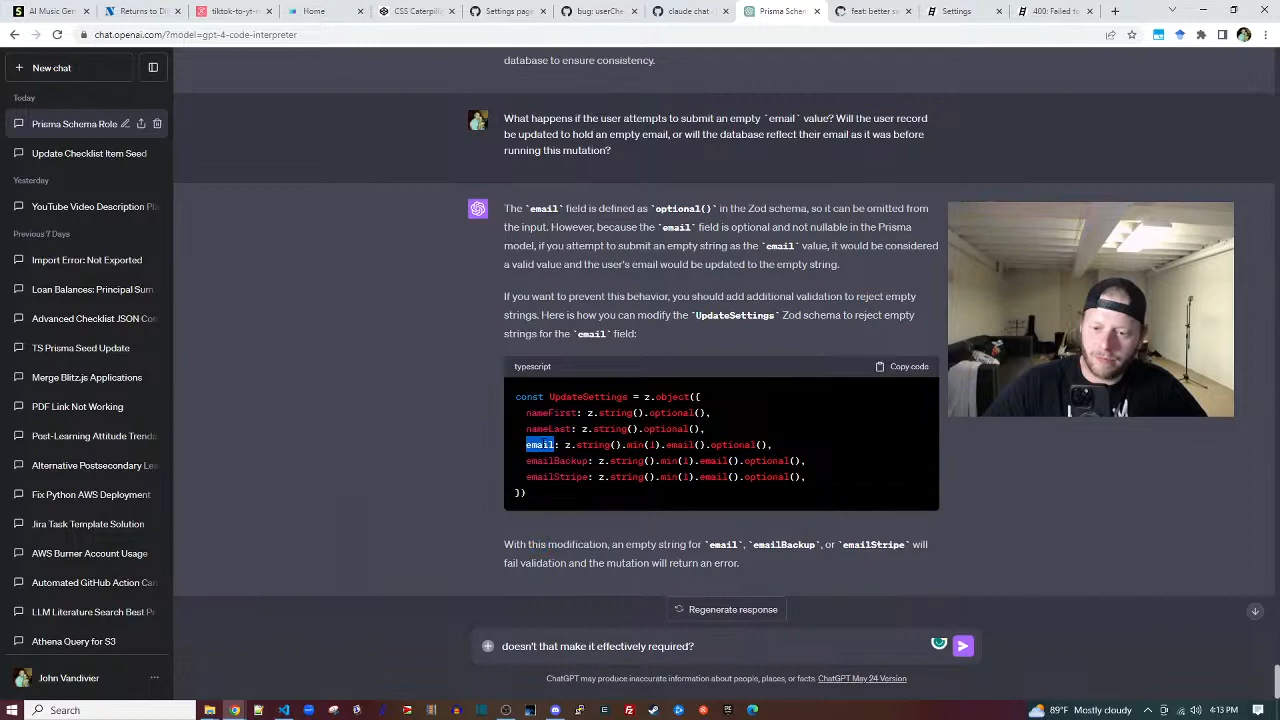 AI Music Gener
Returns to Di
tiktok-to-yt-r
Home
CSS Caterpill
Settings page
bug: userChe
claude chat
Prisma Schem
feat: better se
Settings
400: Failed to
chat.openai.com/?model=gpt-4-code-interpreter
New chat
database to ensure consistency.
Today
Prisma Schema Role
Update Checklist Item Seed
Yesterday
YouTube Video Description Pla
Previous 7 Days
Import Error: Not Exported
Loan Balances: Principal Sum
Advanced Checklist JSON Con
TS Prisma Seed Update
Merge Blitz.js Applications
PDF Link Not Working
Post-Learning Attitude Trends
Alternative Postsecondary Lea
Fix Python AWS Deployment
Jira Task Template Solution
AWS Burner Account Usage
Automated GitHub Action Can
LLM Literature Search Best Pr
Athena Query for S3
John Vandivier
What happens if the user attempts to submit an empty `email` value? Will the user record
be updated to hold an empty email, or will the database reflect their email as it was before
running this mutation?
The `email` field is defined as `optional()` in the Zod schema, so it can be omitted from
the input. However, because the `email` field is optional and not nullable in the Prisma
model, if you attempt to submit an empty string as the `email` value, it would be considered
a valid value and the user's email would be updated to the empty string.
If you want to prevent this behavior, you should add additional validation to reject empty
strings. Here is how you can modify the `UpdateSettings` Zod schema to reject empty
strings for the `email` field:
typescript
Copy code
const UpdateSettings = z.object({
nameFirst: z.string().optional(),
nameLast: z.string().optional(),
email: z.string().min(1).email().optional(),
emailBackup: z.string().min(1).email().optional(),
emailStripe: z.string().min(1).email().optional(),
})
With this modification, an empty string for `email`, `emailBackup`, or `emailStripe` will
fail validation and the mutation will return an error.
Regenerate response
doesn't that make it effectively required?
ChatGPT may produce inaccurate information about people, places, or facts. ChatGPT May 24 Version
Search
89°F Mostly cloudy
4:13 PM